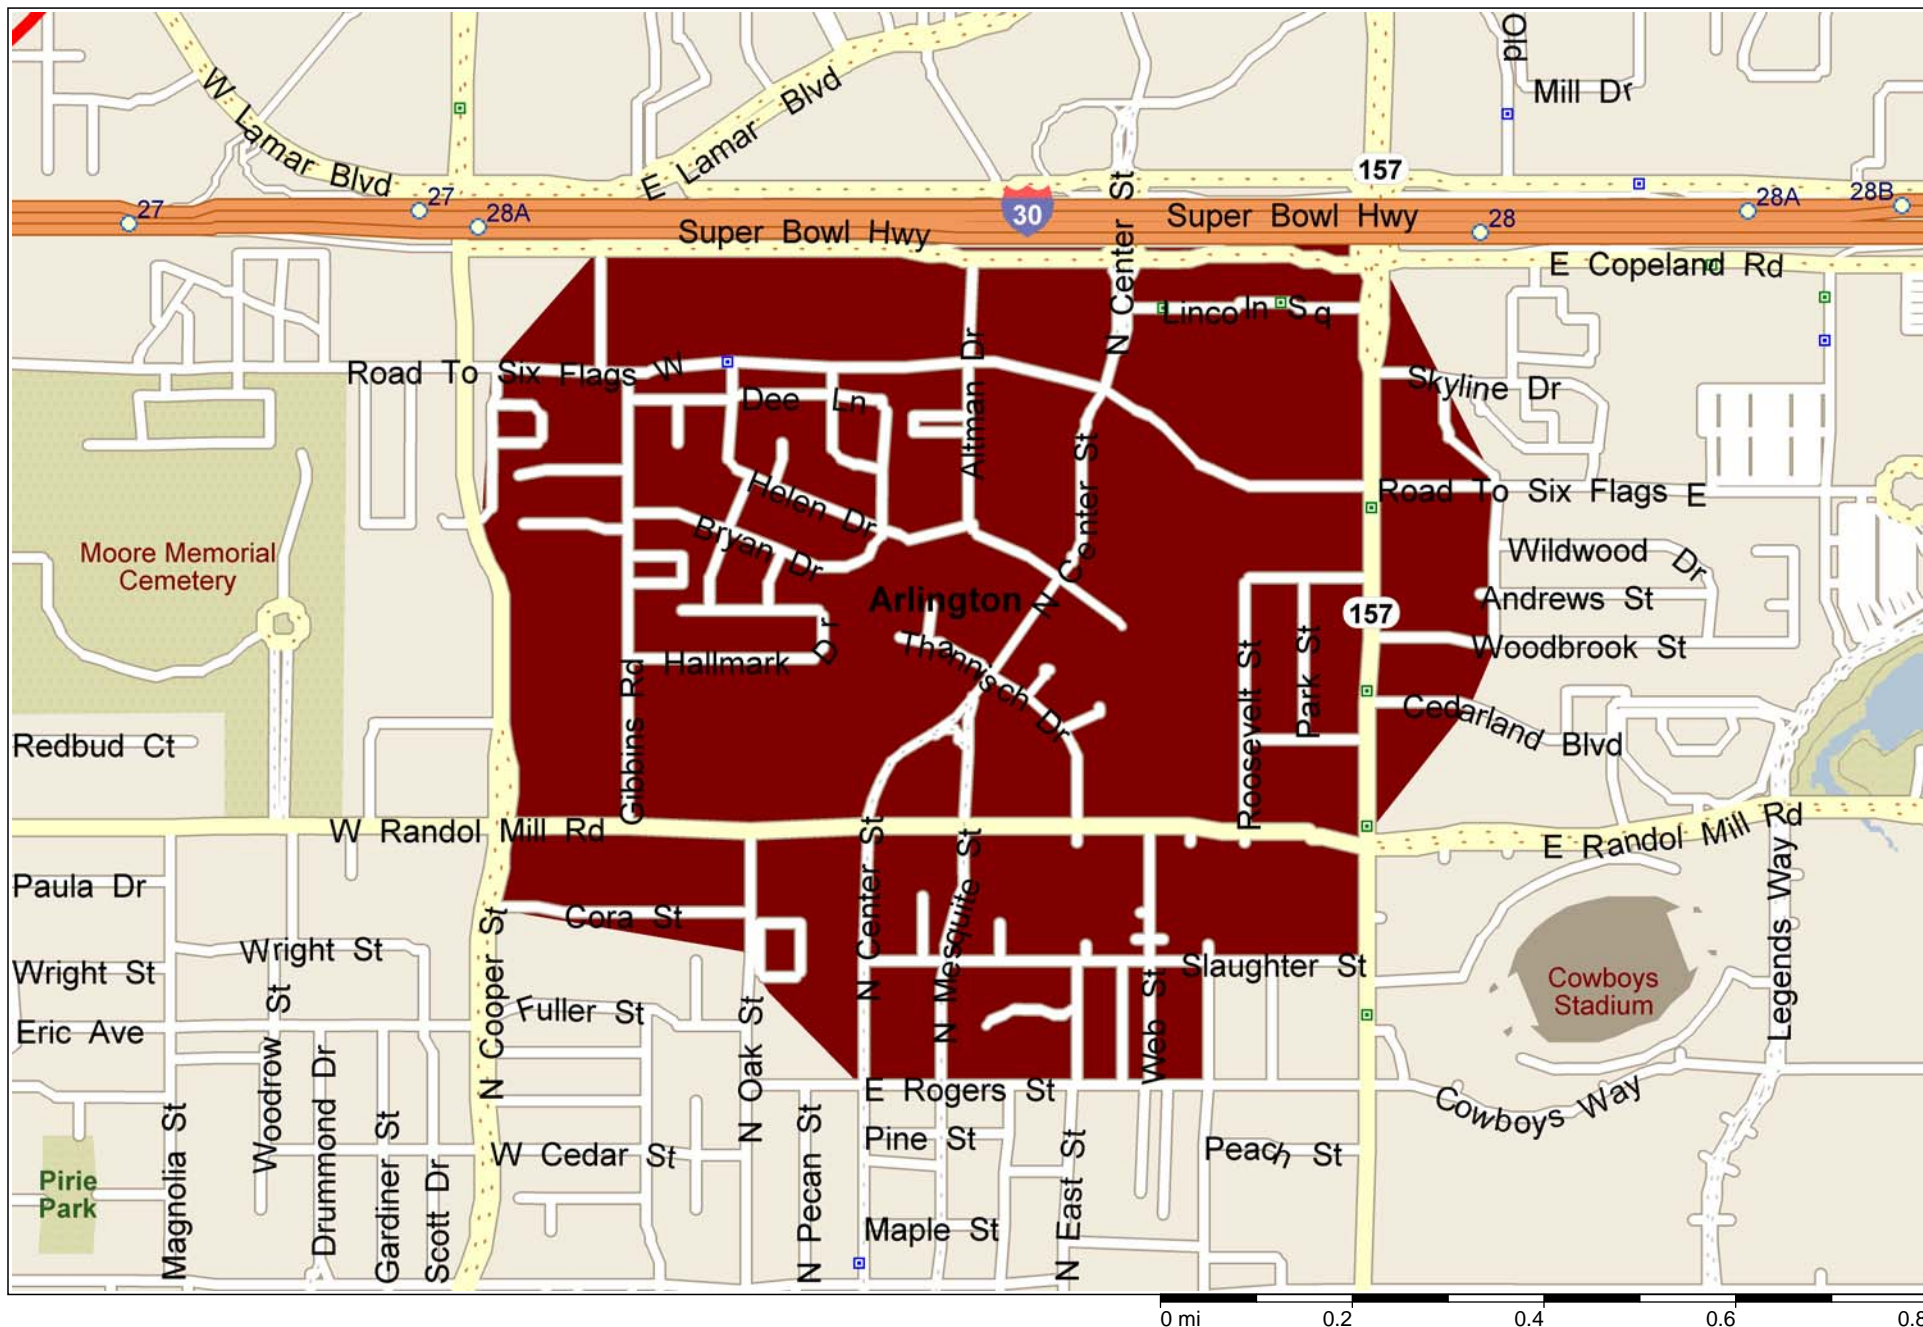 Old
Mill Dr
W Lamar Blvd
E Lamar Blvd
157
27
27
28A
30
N Center St
28
28A
28B
Super Bowl Hwy
Super Bowl Hwy
E Copeland Rd
Lincoln Sq
Road To Six Flags W
Dee Ln
Altman Dr
Skyline Dr
N Center St
Road To Six Flags E
Helen Dr
Bryan Dr
Moore Memorial
Cemetery
Wildwood Dr
Andrews St
Arlington
157
Woodbrook St
Hallmark Dr
Thannisch Dr
Gibbins Rd
Roosevelt St
Park St
Cedarland Blvd
Redbud Ct
W Randol Mill Rd
E Randol Mill Rd
Paula Dr
Cora St
N Center St
N Mesquite St
Legends Way
Wright St
Wright St
Slaughter St
Cowboys
Stadium
N Cooper St
Fuller St
Eric Ave
Woodrow St
N Oak St
Web St
E Rogers St
Cowboys Way
Drummond Dr
Pine St
Peach St
W Cedar St
Pirie
Park
Magnolia St
Gardiner St
Scott Dr
N Pecan St
Maple St
N East St
0 mi
0.2
0.4
0.6
0.8